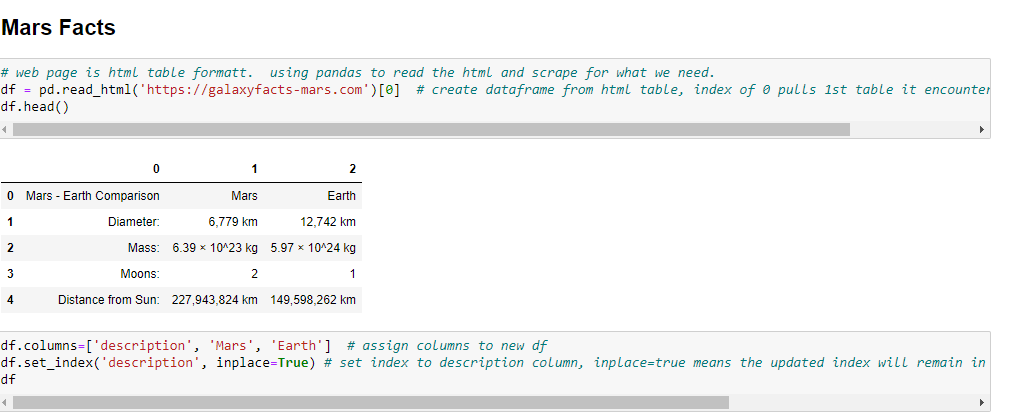 Mars Facts
# web page is html table formatt.  using pandas to read the html and scrape for what we need.
df = pd.read_html('https://galaxyfacts-mars.com')[0]  # create dataframe from html table, index of 0 pulls 1st table it encounter
df.head()
0 1 2
0 Mars - Earth Comparison Mars Earth
1 Diameter: 6,779 km 12,742 km
2 Mass: 6.39 × 10^23 kg 5.97 × 10^24 kg
3 Moons: 2 1
4 Distance from Sun: 227,943,824 km 149,598,262 km
df.columns=['description', 'Mars', 'Earth']  # assign columns to new df
df.set_index('description', inplace=True) # set index to description column, inplace=true means the updated index will remain in
df